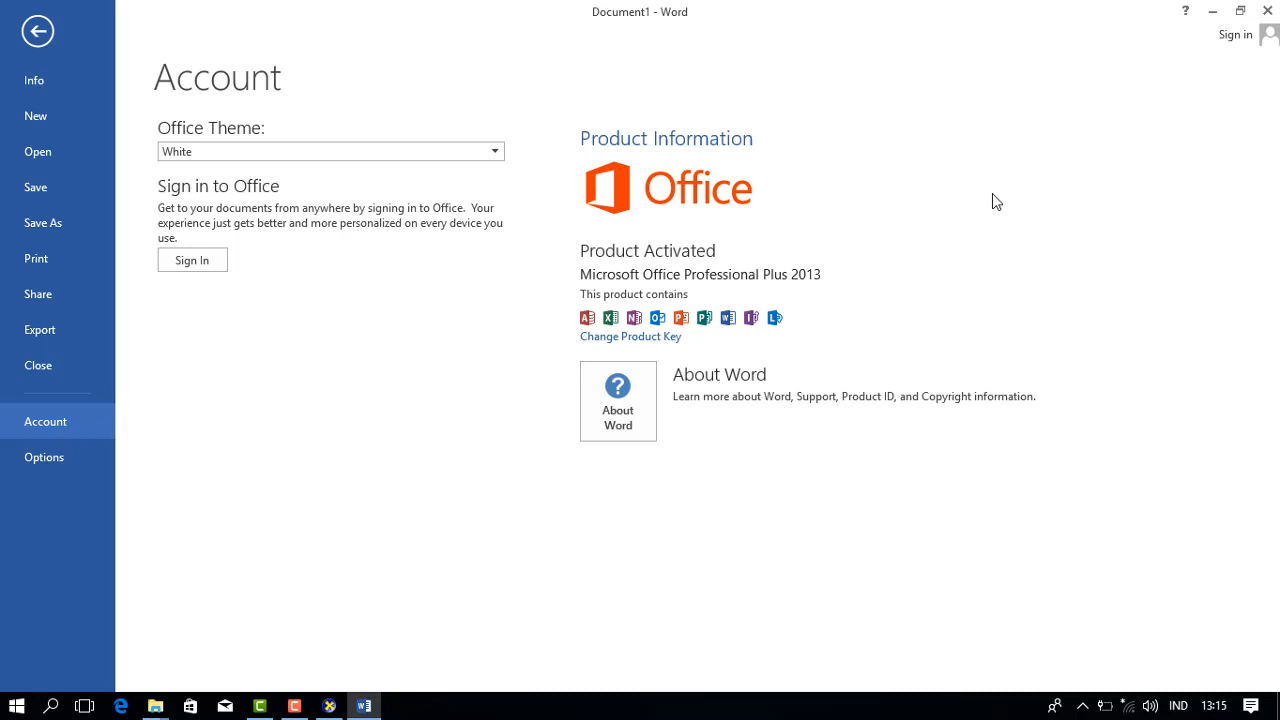 Document1 - Word
Sign in
Info
New
Open
Save
Save As
Print
Share
Export
Close
Account
Options
Account
Office Theme:
White
Sign in to Office
Get to your documents from anywhere by signing in to Office. Your
experience just gets better and more personalized on every device you
use.
Sign In
Product Information
Office
Product Activated
Microsoft Office Professional Plus 2013
This product contains
Change Product Key
About
Word
About Word
Learn more about Word, Support, Product ID, and Copyright information.
IND
13:15